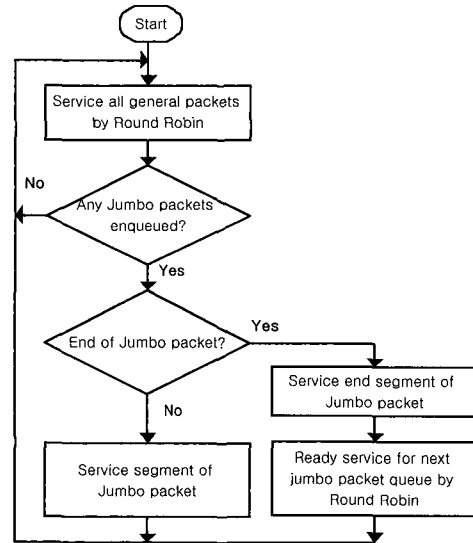 Start
Service all general packets
by Round Robin
No
Any Jumbo packets
enqueued?
Yes
End of Jumbo packet?
Yes
Service end segment of
Jumbo packet
No
Service segment of
Jumbo packet
Ready service for next
jumbo packet queue by
Round Robin